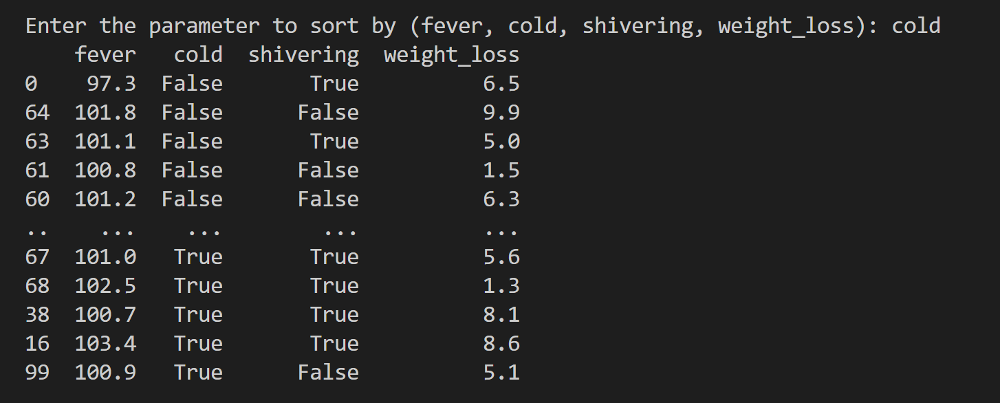 Enter the parameter to sort by (fever, cold, shivering, weight_loss): cold
    fever   cold  shivering  weight_loss
0    97.3  False       True          6.5
64  101.8  False      False          9.9
63  101.1  False       True          5.0
61  100.8  False      False          1.5
60  101.2  False      False          6.3
..    ...    ...        ...          ...
67  101.0   True       True          5.6
68  102.5   True       True          1.3
38  100.7   True       True          8.1
16  103.4   True       True          8.6
99  100.9   True      False          5.1